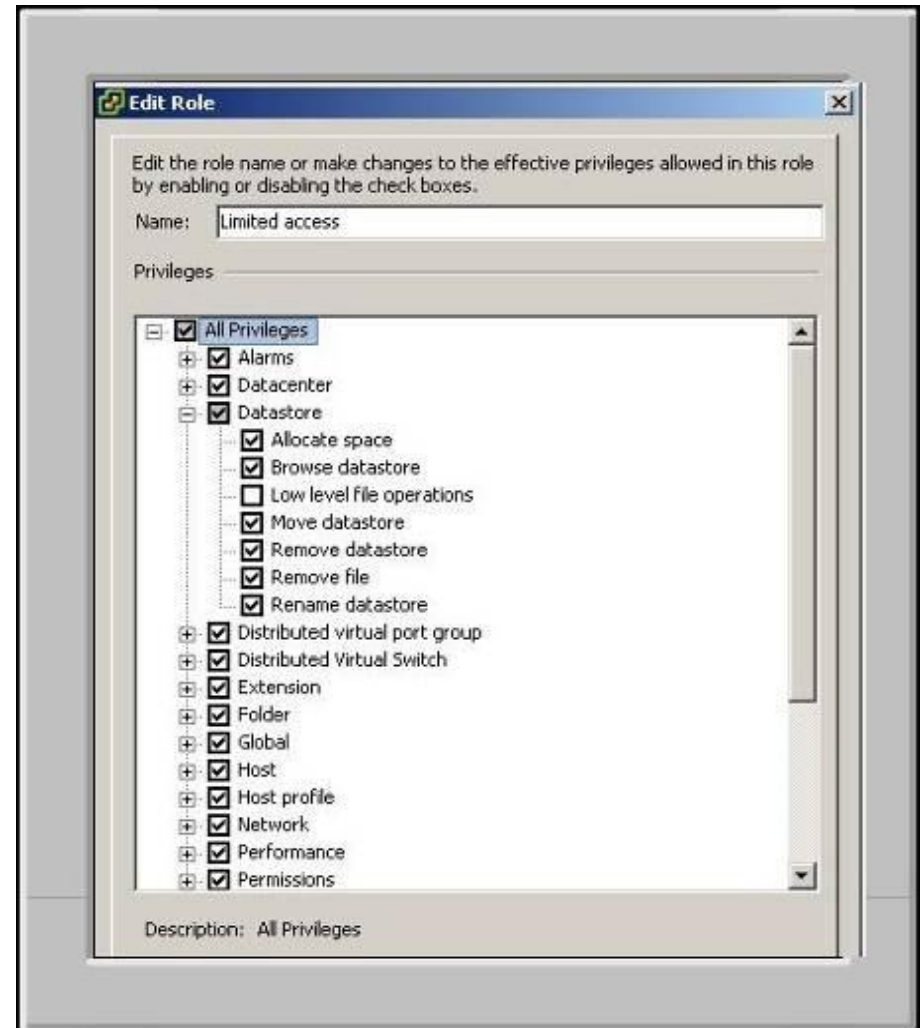 Edit Role
Edit the role name or make changes to the effective privileges allowed in this role
by enabling or disabling the check boxes.
Name: Limited access
Privileges
All Privileges
Alarms
Datacenter
Datastore
Allocate space
Browse datastore
Low level file operations
Move datastore
Remove datastore
Remove file
Rename datastore
Distributed virtual port group
Distributed Virtual Switch
Extension
Folder
Global
Host
Host profile
Network
Performance
Permissions
Description: All Privileges